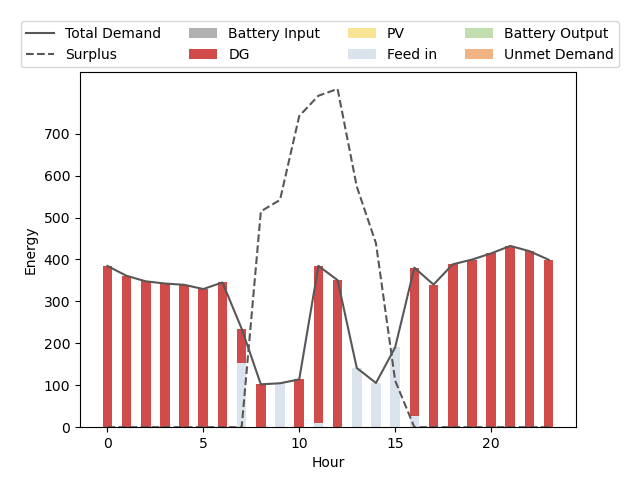 Total Demand
Surplus
Battery Input
DG
PV
Feed in
Battery Output
Unmet Demand
700
600
500
400
300
200
100
0
Energy
0 5 10 15 20
Hour